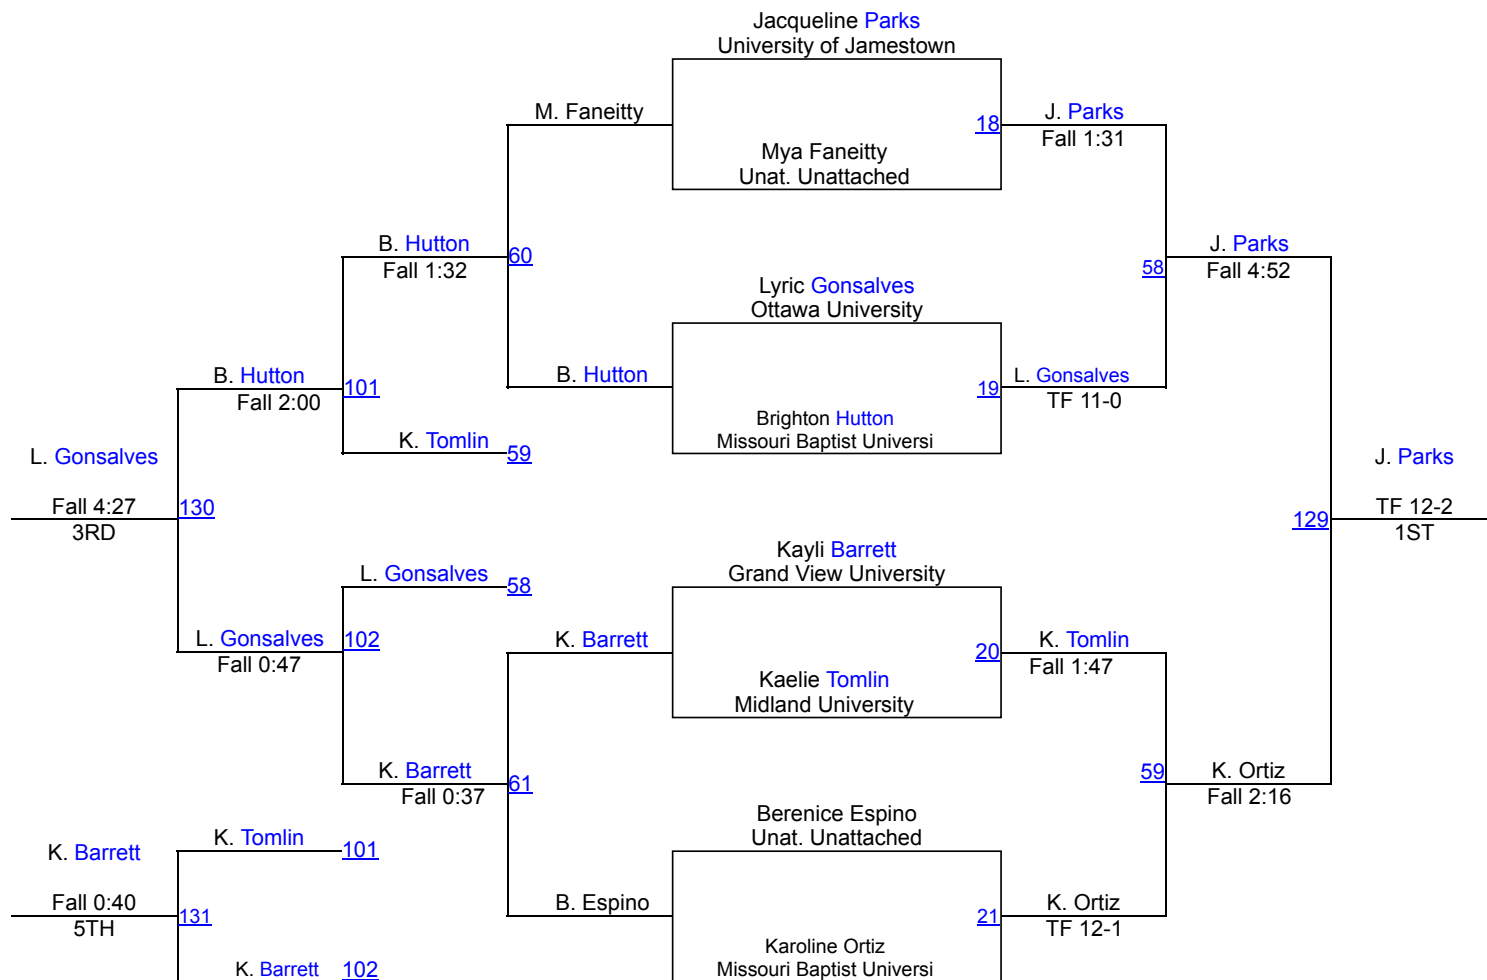 Jacqueline Parks
University of Jamestown
M. Faneitty
18
J. Parks
Fall 1:31
Mya Faneitty
Unat. Unattached
B. Hutton
Fall 1:32
60
58
J. Parks
Fall 4:52
Lyric Gonsalves
Ottawa University
B. Hutton
Fall 2:00
101
B. Hutton
19
L. Gonsalves
TF 11-0
Brighton Hutton
Missouri Baptist Universi
K. Tomlin
59
L. Gonsalves
Fall 4:27
3RD
130
J. Parks
TF 12-2
1ST
129
Kayli Barrett
Grand View University
L. Gonsalves
58
L. Gonsalves
Fall 0:47
102
K. Barrett
20
K. Tomlin
Fall 1:47
Kaelie Tomlin
Midland University
K. Barrett
Fall 0:37
61
59
K. Ortiz
Fall 2:16
Berenice Espino
Unat. Unattached
K. Tomlin
101
K. Barrett
Fall 0:40
5TH
131
B. Espino
21
K. Ortiz
TF 12-1
Karoline Ortiz
Missouri Baptist Universi
K. Barrett
102